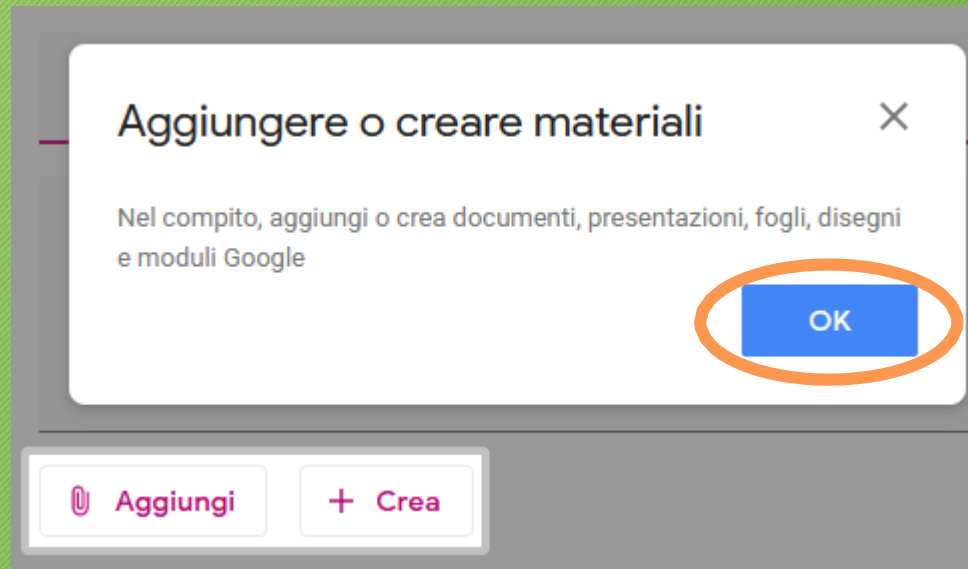 Aggiungere o creare materiali
Nel compito, aggiungi o crea documenti, presentazioni, fogli, disegni
e moduli Google
OK
Aggiungi
+ Crea